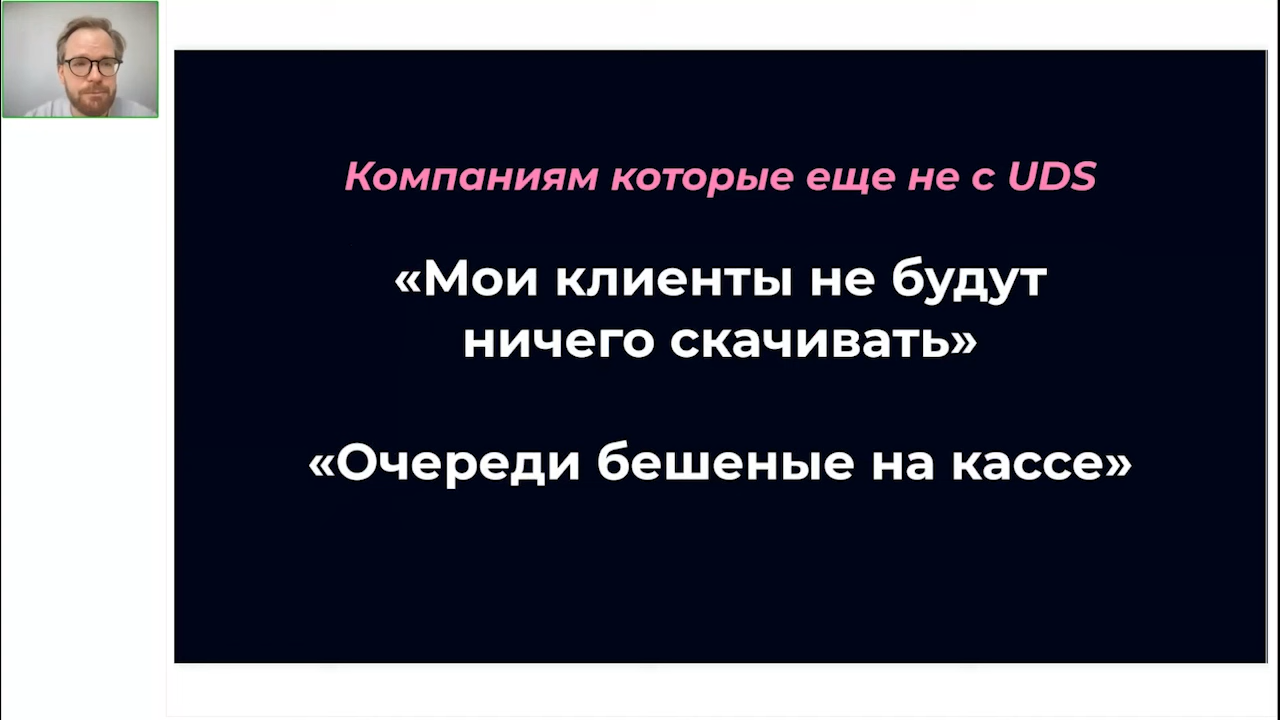 Компаниям которые еще не с UDS
«Мои клиенты не будут
ничего скачивать»
«Очереди бешеные на кассе»